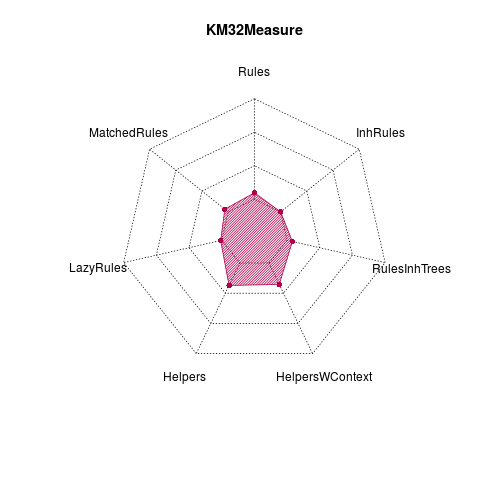 KM32Measure
Rules
MatchedRules
InhRules
LazyRules
RulesInhTrees
Helpers
HelpersWContext